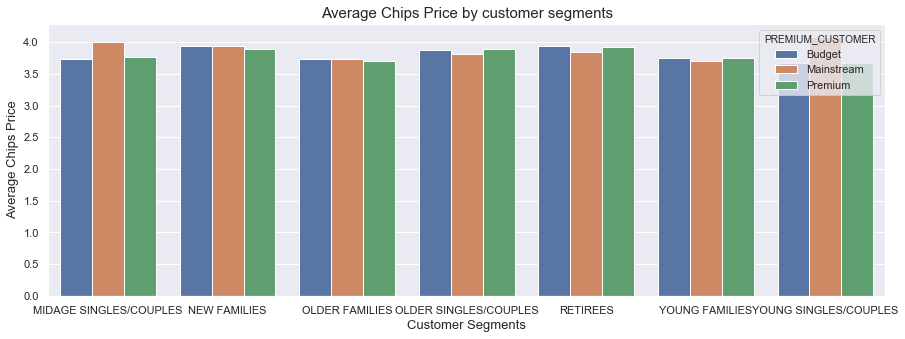 Average Chips Price by customer segments
PREMIUM_CUSTOMER
Budget
Mainstream
Premium
4.0
3.5
3.0
2.5
2.0
1.5
1.0
0.5
0.0
Average Chips Price
MIDAGE SINGLES/COUPLES NEW FAMILIES OLDER FAMILIES OLDER SINGLES/COUPLES RETIREES YOUNG FAMILIES YOUNG SINGLES/COUPLES
Customer Segments